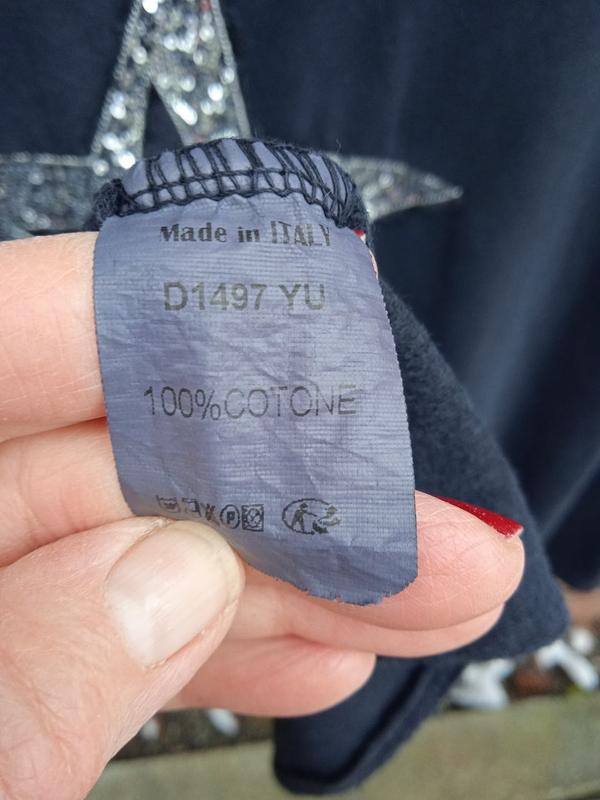 Made in ITALY
D1497 YU
100%COTONE
P